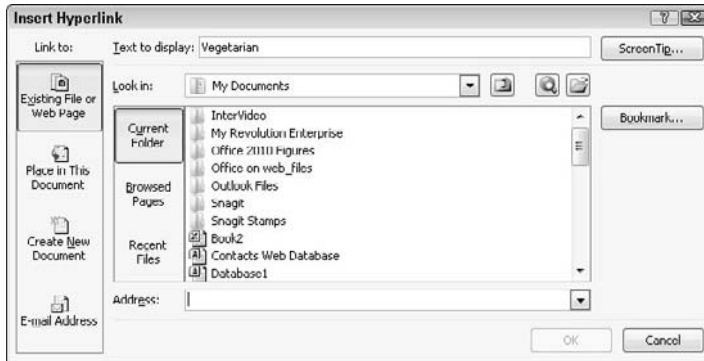 Insert Hyperlink
Link to:
Text to display: Vegetarian
ScreenTip...
Existing File or
Web Page
Look in:
My Documents
Bookmark...
Current
Folder
Browsed
Pages
Recent
Files
InterVideo
My Revolution Enterprise
Office 2010 Figures
Office on web_files
Outlook Files
Snagit
Snagit Stamps
Book2
Contacts Web Database
Database1
Place in This
Document
Create New
Document
E-mail Address
Address:
OK
Cancel